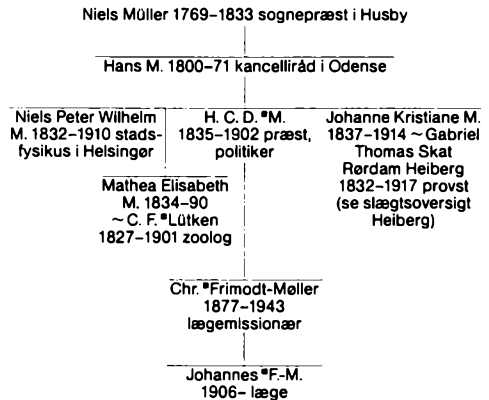 Niels Müller 1769–1833 sognepræst i Husby
Hans M. 1800–71 kancelliråd i Odense
Niels Peter Wilhelm
M. 1832–1910 stads-
fysikus i Helsingør
H. C. D. *M.
1835–1902 præst,
politiker
Johanne Kristiane M.
1837–1914 ~ Gabriel
Thomas Skat
Rørdam Heiberg
1832–1917 provst
(se slægtsoversigt
Heiberg)
Mathea Elisabeth
M. 1834–90
~ C. F. *Lütken
1827–1901 zoolog
Chr. *Frimodt-Møller
1877–1943
lægemissionær
Johannes *F.-M.
1906– læge